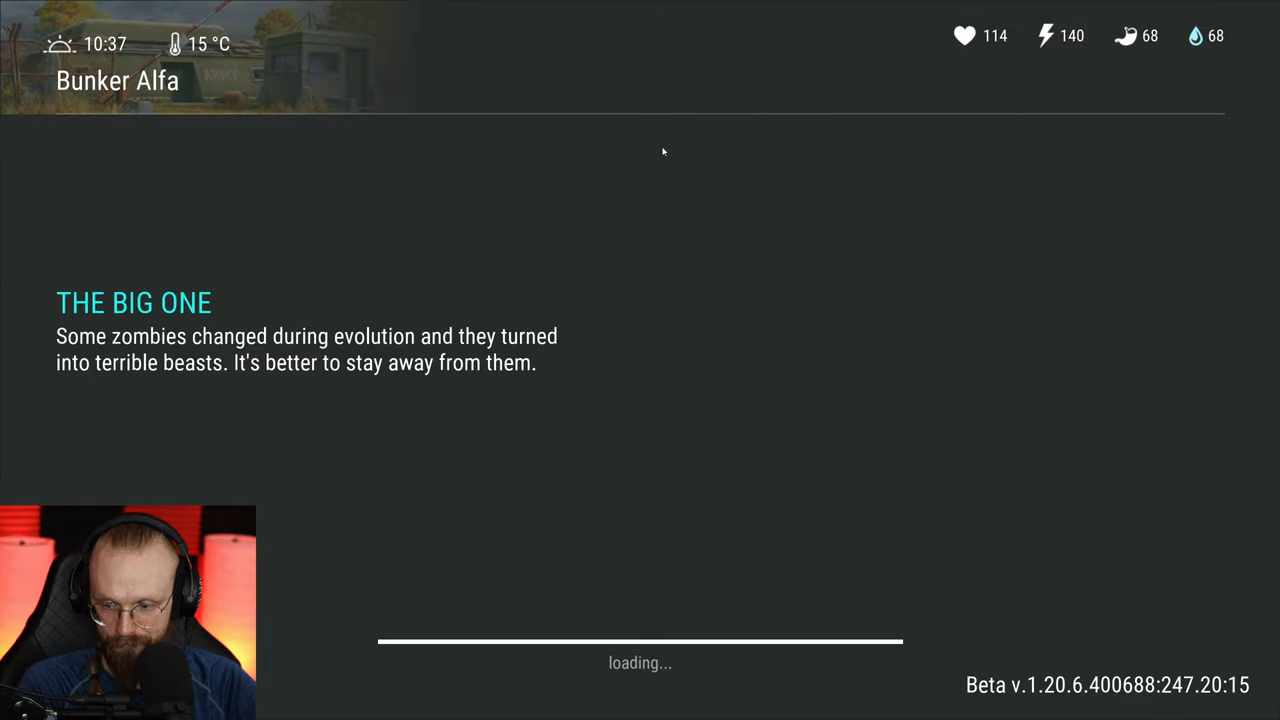 10:37
15 °C
114
140
68
68
Bunker Alfa
THE BIG ONE
Some zombies changed during evolution and they turned
into terrible beasts. It's better to stay away from them.
loading...
Beta v.1.20.6.400688:247.20:15